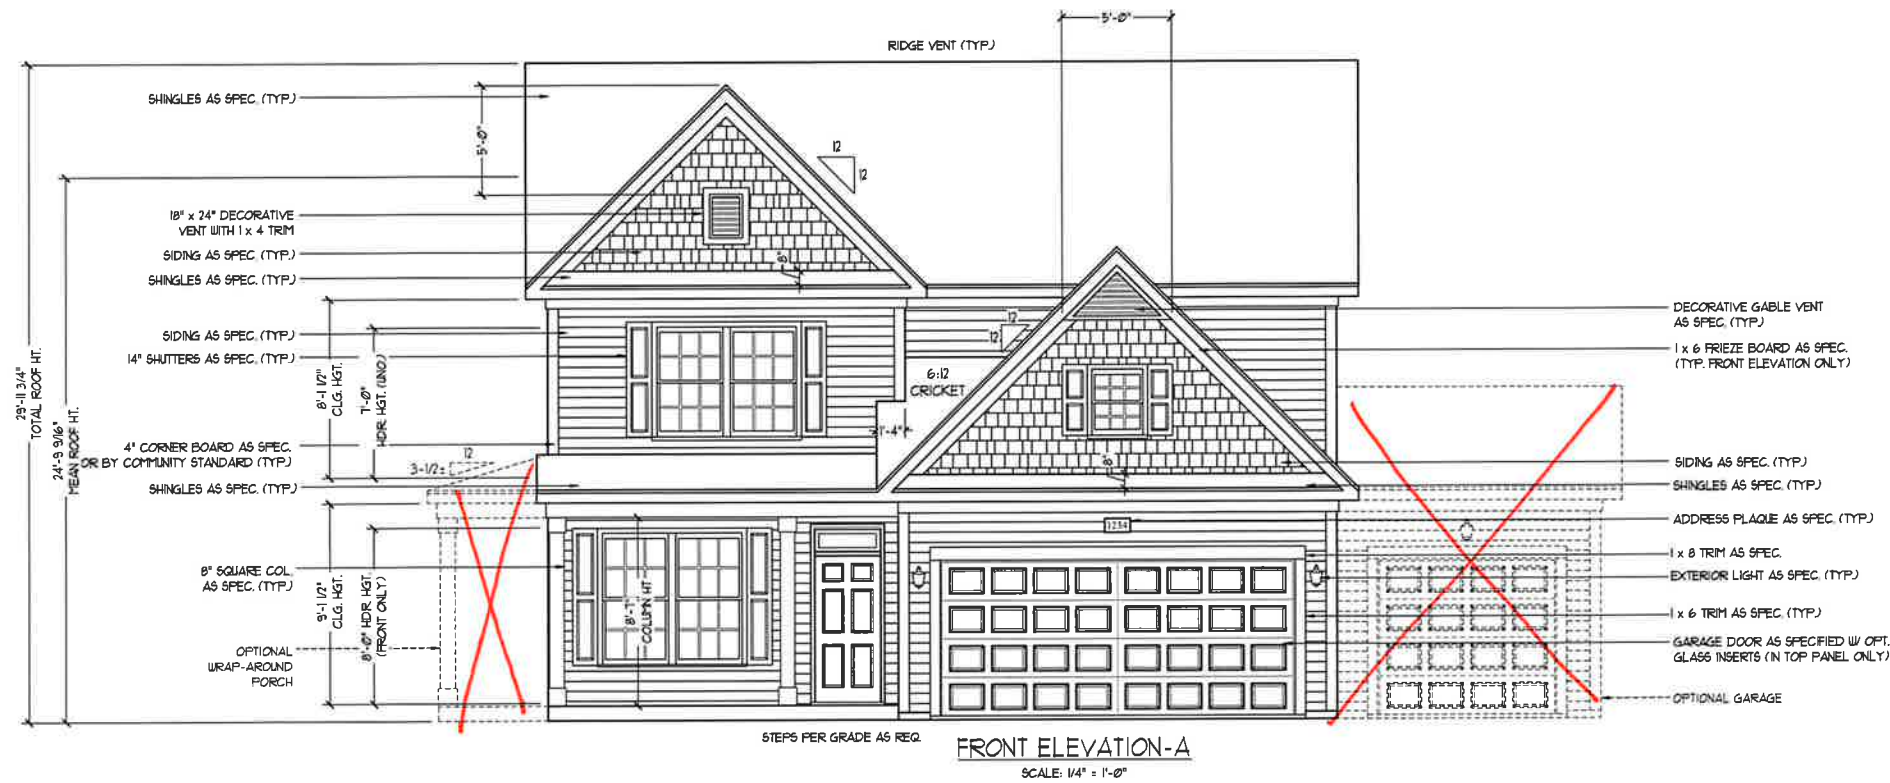 5'-0"
RIDGE VENT (TYP.)
SHINGLES AS SPEC. (TYP.)
5'-0"
12
12
18" x 24" DECORATIVE
VENT WITH 1 x 4 TRIM
SIDING AS SPEC. (TYP.)
SHINGLES AS SPEC. (TYP.)
8"
29'-11 3/4"
TOTAL ROOF HT.
24'-9 9/16"
MEAN ROOF HT.
SIDING AS SPEC. (TYP.)
14" SHUTTERS AS SPEC. (TYP.)
8'-1 1/2"
CLG. HGT.
7'-0"
HDR. HGT. (UNO.)
12
12
6:12
CRICKET
1'-4"
DECORATIVE GABLE VENT
AS SPEC. (TYP.)
1 x 6 FRIEZE BOARD AS SPEC.
(TYP. FRONT ELEVATION ONLY)
4" CORNER BOARD AS SPEC.
OR BY COMMUNITY STANDARD (TYP.)
12
3-1/2±
SHINGLES AS SPEC. (TYP.)
8"
SIDING AS SPEC. (TYP.)
SHINGLES AS SPEC. (TYP.)
1234
ADDRESS PLAQUE AS SPEC. (TYP.)
1 x 8 TRIM AS SPEC.
EXTERIOR LIGHT AS SPEC. (TYP.)
1 x 6 TRIM AS SPEC. (TYP.)
GARAGE DOOR AS SPECIFIED W/ OPT.
GLASS INSERTS (IN TOP PANEL ONLY)
OPTIONAL GARAGE
8" SQUARE COL.
AS SPEC. (TYP.)
9'-1 1/2"
CLG. HGT.
8'-0" HDR. HGT.
(FRONT ONLY)
8'-7"
COLUMN HT.
OPTIONAL
WRAP-AROUND
PORCH
STEPS PER GRADE AS REQ.
FRONT ELEVATION-A
SCALE: 1/4" = 1'-0"